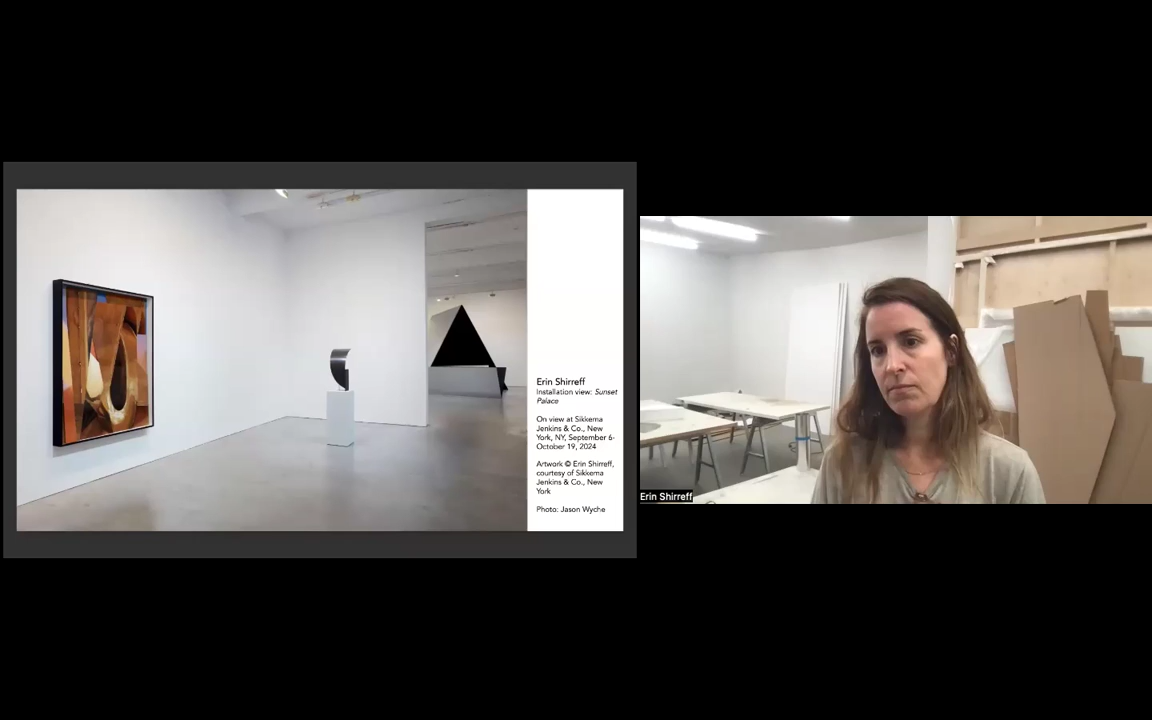 Erin Shirreff
Installation view: Sunset
Palace
On view at Sikkema
Jenkins & Co., New
York, NY, September 6-
October 19, 2024
Artwork © Erin Shirreff,
courtesy of Sikkema
Jenkins & Co., New
York
Photo: Jason Wyche
Erin Shirreff